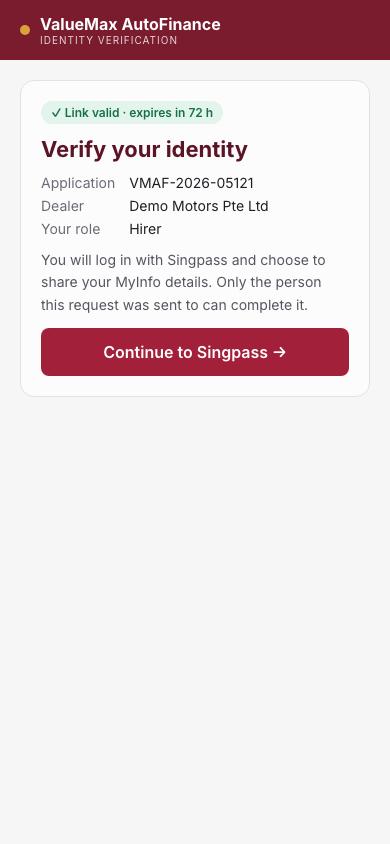 ValueMax AutoFinance
IDENTITY VERIFICATION
✓ Link valid · expires in 72 h
Verify your identity
Application VMAF-2026-05121
Dealer Demo Motors Pte Ltd
Your role Hirer
You will log in with Singpass and choose to
share your MyInfo details. Only the person
this request was sent to can complete it.
Continue to Singpass →